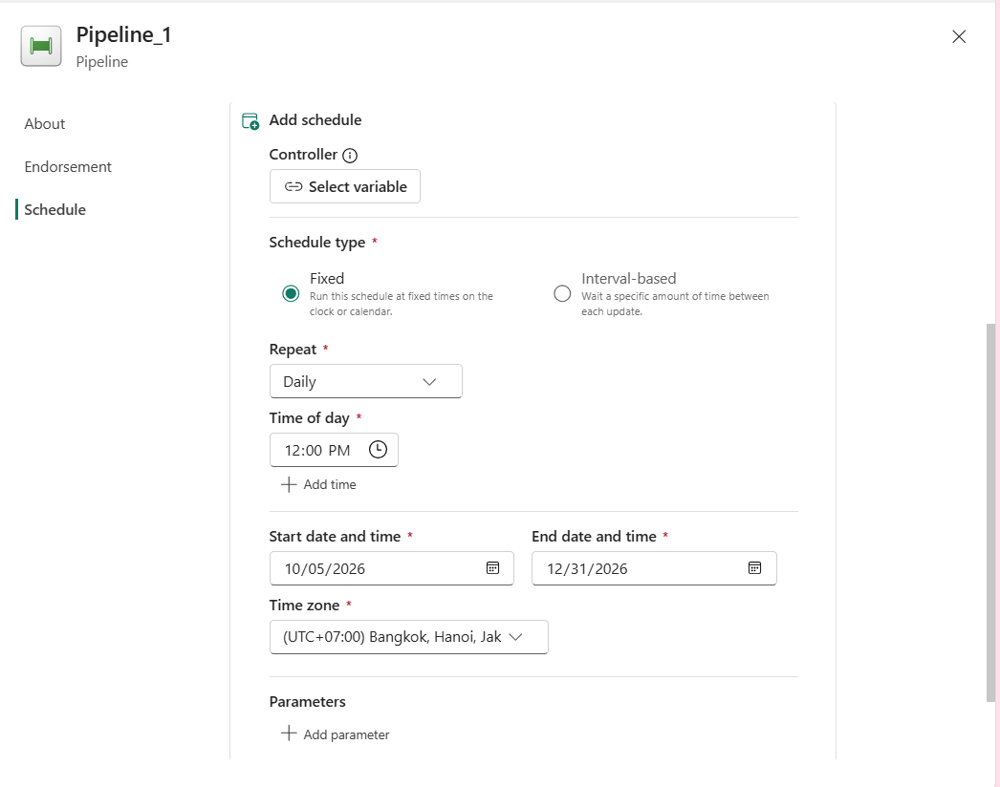 Pipeline_1
Pipeline
About
Endorsement
Schedule
Add schedule
Controller
Select variable
Schedule type *
Fixed
Run this schedule at fixed times on the
clock or calendar.
Interval-based
Wait a specific amount of time between
each update.
Repeat *
Daily
Time of day *
12:00 PM
Add time
Start date and time *
10/05/2026
End date and time *
12/31/2026
Time zone *
(UTC+07:00) Bangkok, Hanoi, Jak
Parameters
Add parameter